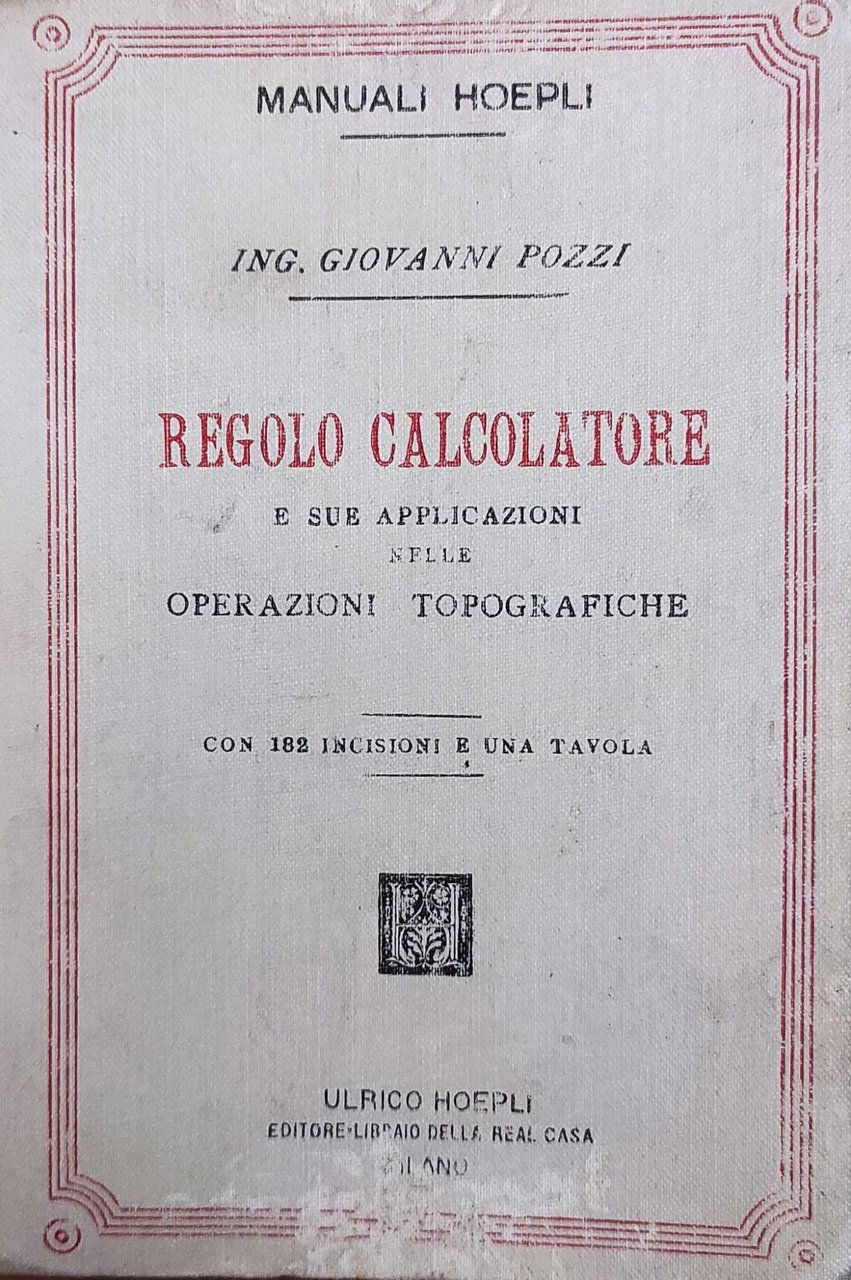 MANUALI HOEPLI
ING. GIOVANNI POZZI
REGOLO CALCOLATORE
E SUE APPLICAZIONI
NELLE
OPERAZIONI TOPOGRAFICHE
CON 182 INCISIONI E UNA TAVOLA
ULRICO HOEPLI
EDITORE-LIBRAIO DELLA REAL CASA
MILANO